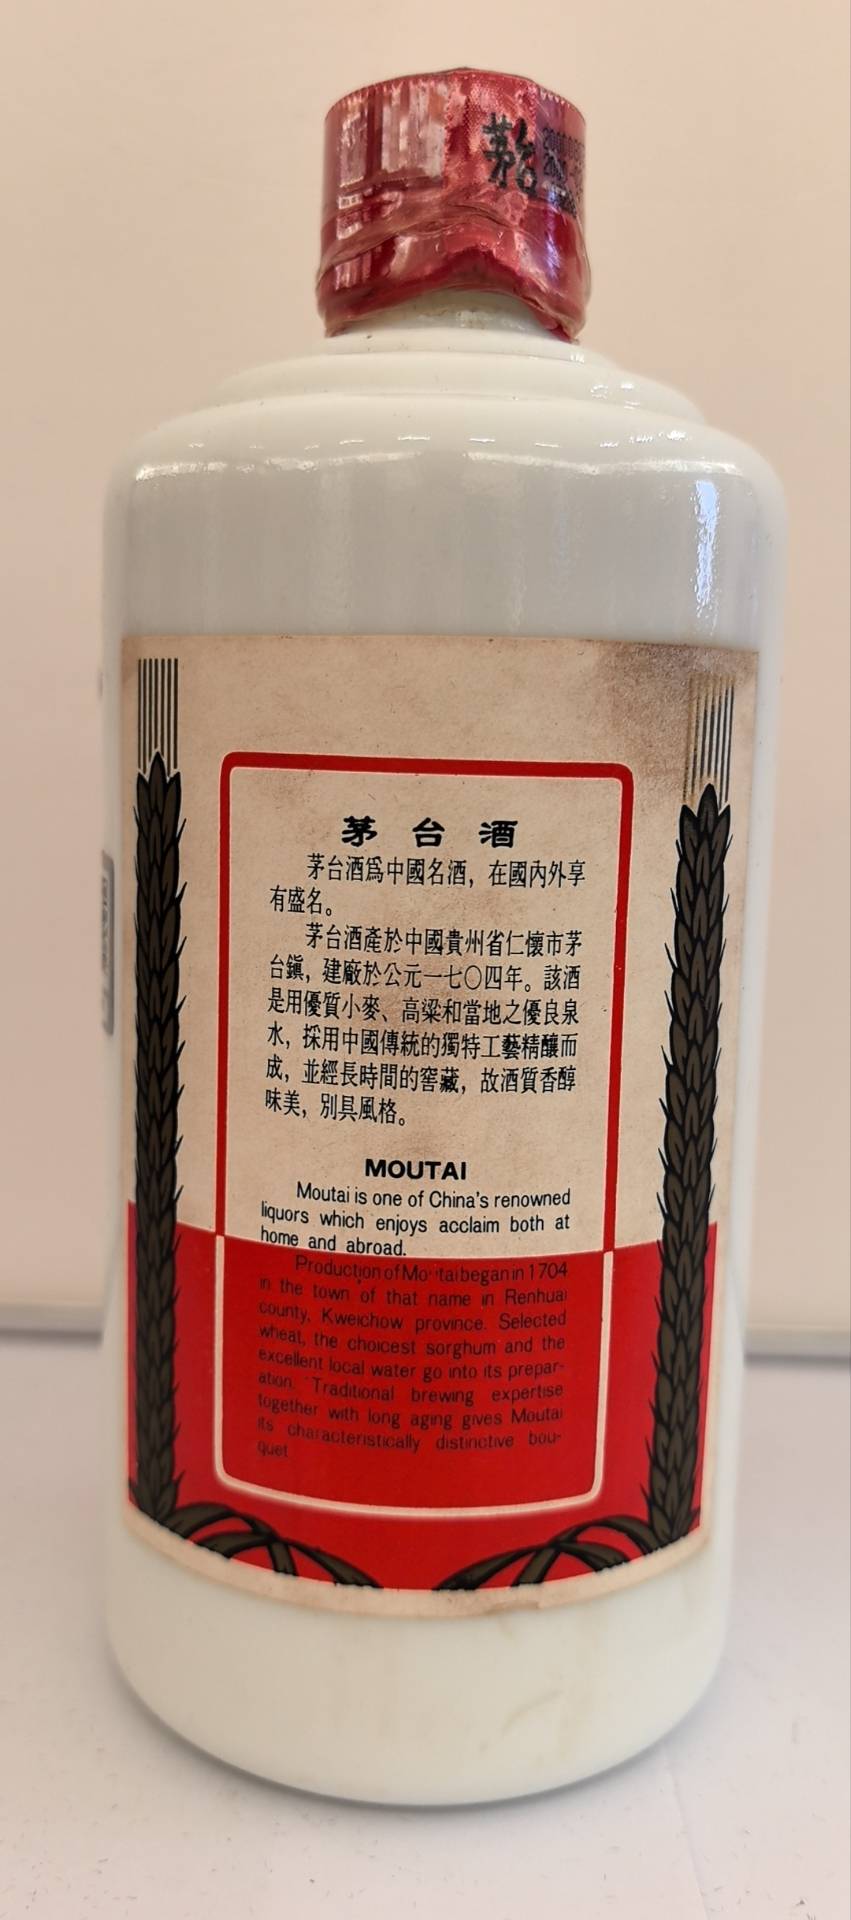 茅台
茅台酒
茅台酒爲中國名酒，在國內外享
有盛名。
茅台酒產於中國貴州省仁懷市茅
台鎮，建廠於公元一七〇四年。該酒
是用優質小麥、高粱和當地之優良泉
水，採用中國傳統的獨特工藝精釀而
成，並經長時間的窖藏，故酒質香醇
味美，別具風格。
MOUTAI
Moutai is one of China's renowned
liquors which enjoys acclaim both at
home and abroad.
Production of Moutai began in 1704
in the town of that name in Renhuai
county, Kweichow province. Selected
wheat, the choicest sorghum and the
excellent local water go into its prepar-
ation. Traditional brewing expertise
together with long aging gives Moutai
its characteristically distinctive bou-
quet